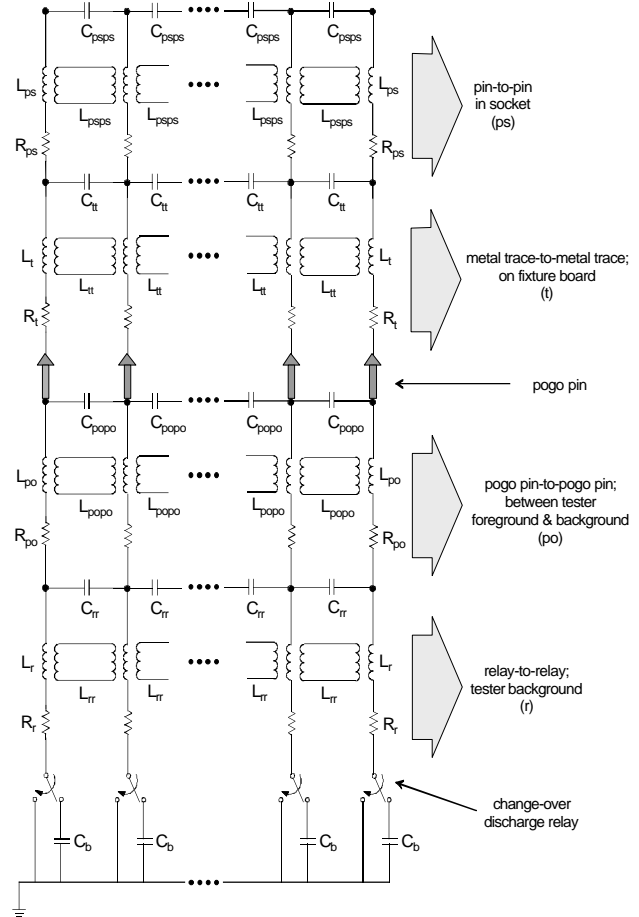 C_psps C_psps C_psps C_psps
L_ps L_ps
L_psps L_psps L_psps L_psps
pin-to-pin
in socket
(ps)
R_ps R_ps
C_tt C_tt C_tt C_tt
L_t L_t
L_tt L_tt L_tt L_tt
metal trace-to-metal trace;
on fixture board
(t)
R_t R_t
pogo pin
C_popo C_popo C_popo C_popo
L_po L_po
L_popo L_popo L_popo L_popo
pogo pin-to-pogo pin;
between tester
foreground & background
(po)
R_po R_po
C_rr C_rr C_rr C_rr
L_r L_r
L_rr L_rr L_rr L_rr
relay-to-relay;
tester background
(r)
R_r R_r
change-over
discharge relay
C_b C_b C_b C_b